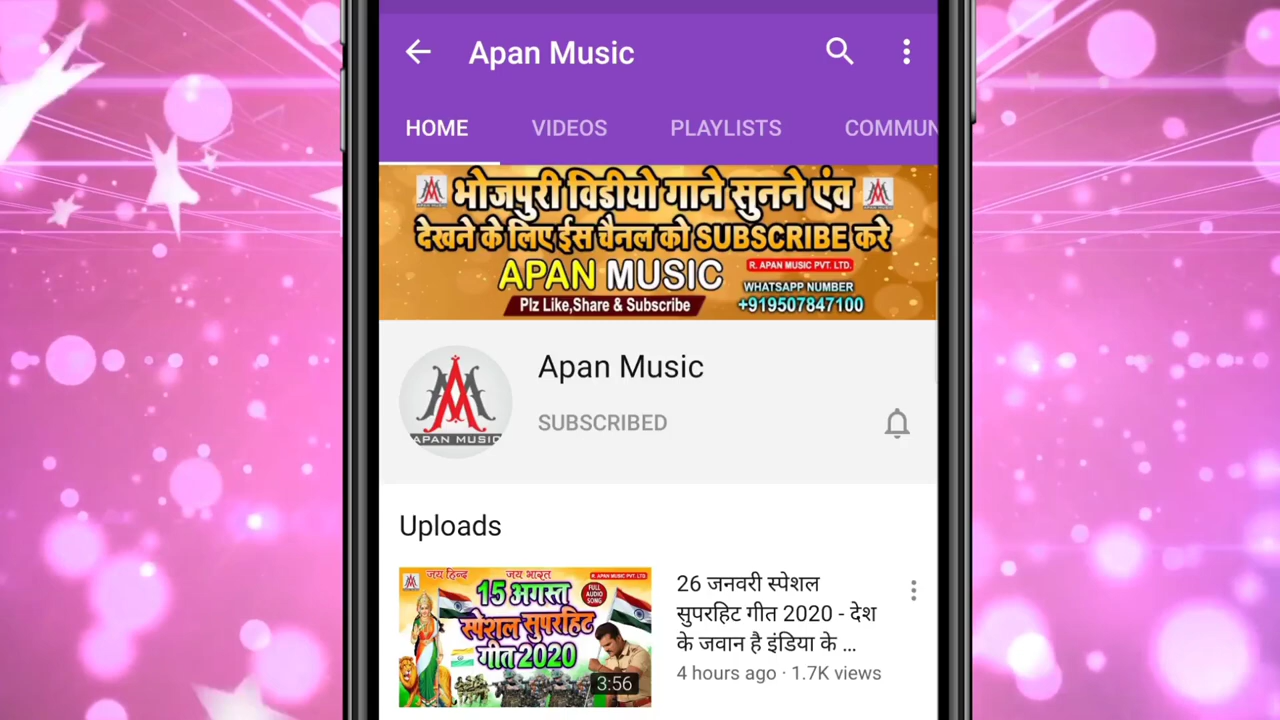 Apan Music
HOME VIDEOS PLAYLISTS COMMUN
भोजपुरी विडीयो गाने सुनने एंव
देखने के लिए ईस चैनल को SUBSCRIBE करे
APAN MUSIC
R. APAN MUSIC PVT. LTD.
WHATSAPP NUMBER
Plz Like,Share & Subscribe
+919507847100
Apan Music
SUBSCRIBED
APAN MUSIC
Uploads
जय हिन्द जय भारत
R. APAN MUSIC PVT. LTD
15 अगस्त
FULL
AUDIO
SONG
स्पेशल सुपरहिट
गीत 2020
3:56
26 जनवरी स्पेशल
सुपरहिट गीत 2020 - देश
के जवान है इंडिया के ...
4 hours ago · 1.7K views